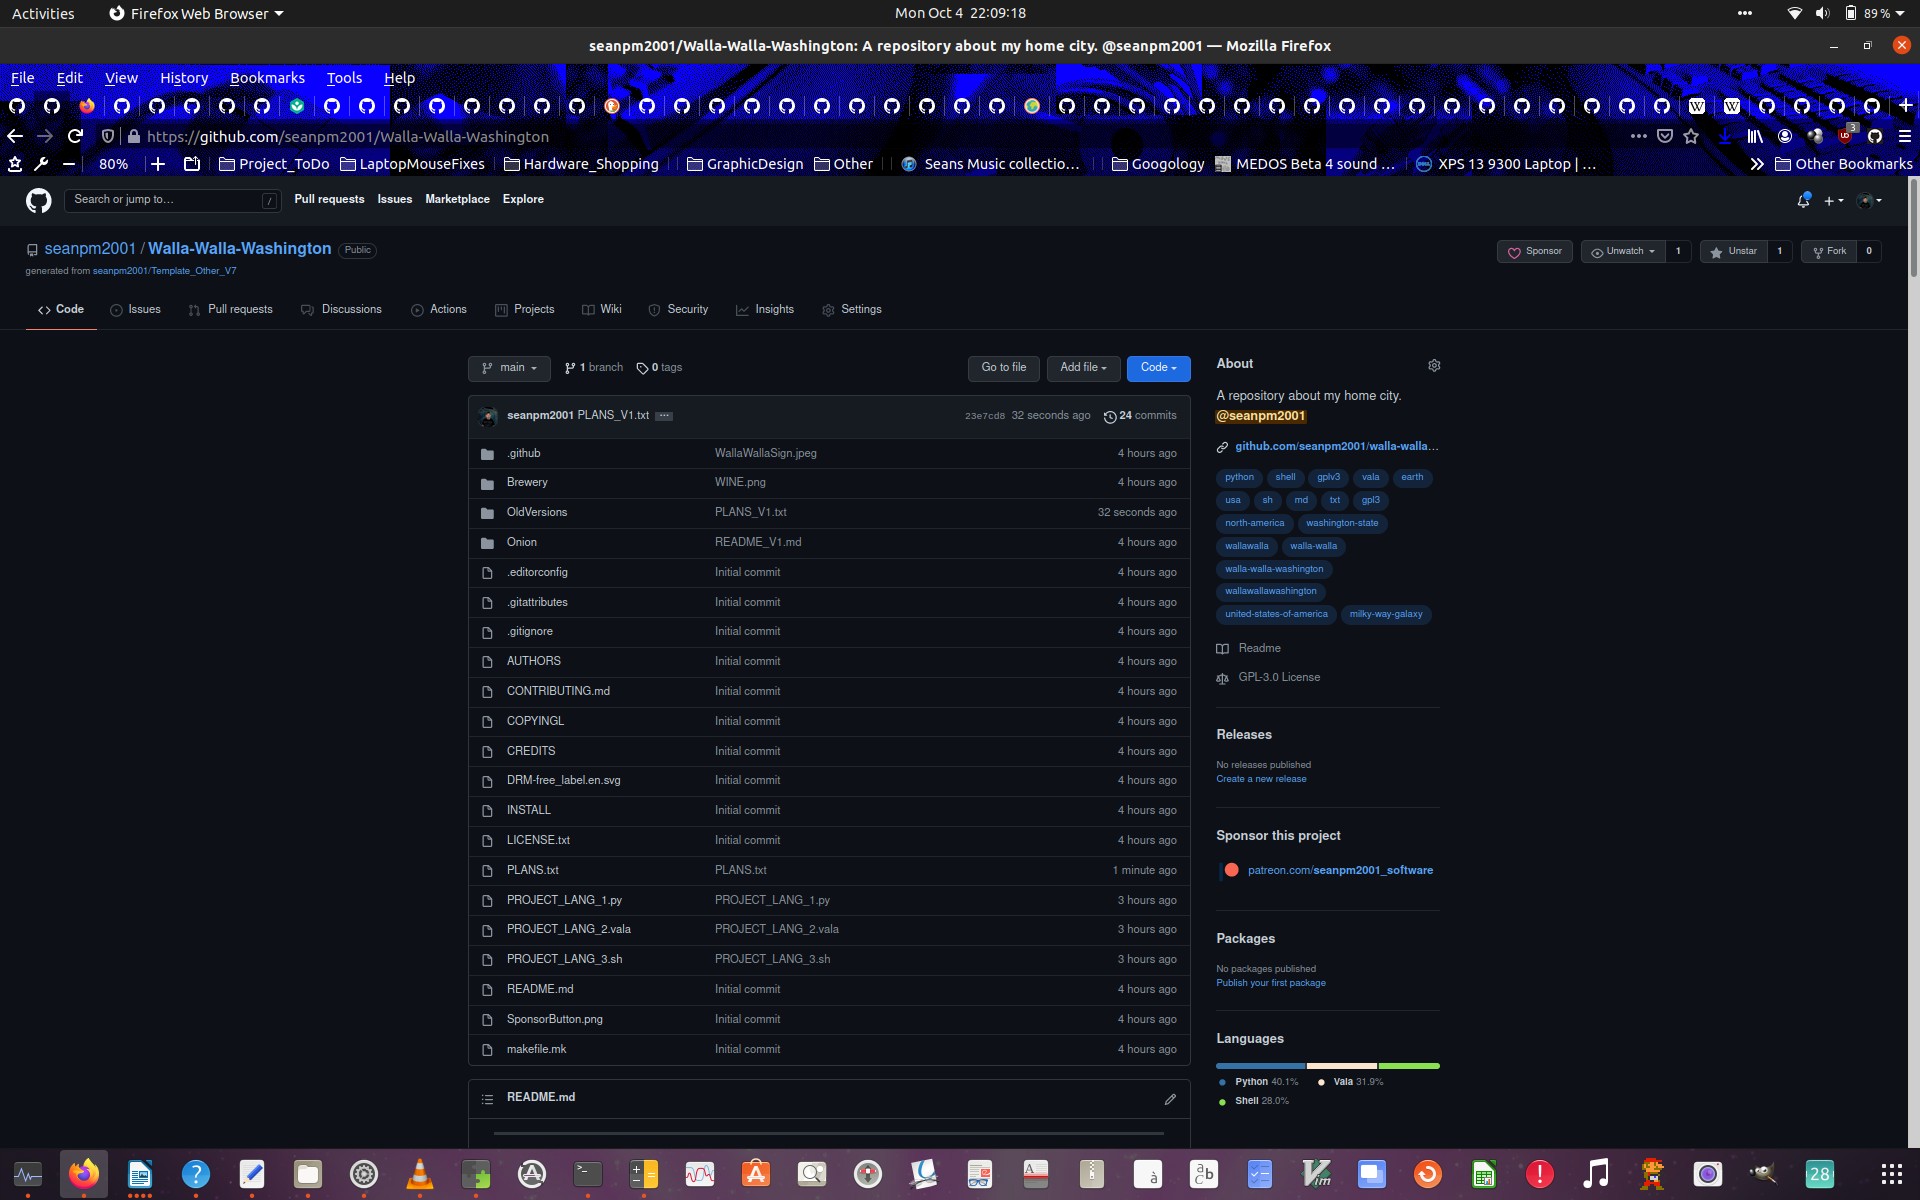 Activities Firefox Web Browser Mon Oct 4 22:09:18 89 %
seanpm2001/Walla-Walla-Washington: A repository about my home city. @seanpm2001 — Mozilla Firefox
File Edit View History Bookmarks Tools Help
https://github.com/seanpm2001/Walla-Walla-Washington 3
80% Project_ToDo LaptopMouseFixes Hardware_Shopping GraphicDesign Other Seans Music collectio… Googology MEDOS Beta 4 sound … XPS 13 9300 Laptop | … Other Bookmarks
Search or jump to… / Pull requests Issues Marketplace Explore
seanpm2001 / Walla-Walla-Washington Public Sponsor Unwatch 1 Unstar 1 Fork 0
generated from seanpm2001/Template_Other_V7
Code Issues Pull requests Discussions Actions Projects Wiki Security Insights Settings
main 1 branch 0 tags Go to file Add file Code
seanpm2001 PLANS_V1.txt ... 23e7cd8 32 seconds ago 24 commits
.github WallaWallaSign.jpeg 4 hours ago
Brewery WINE.png 4 hours ago
OldVersions PLANS_V1.txt 32 seconds ago
Onion README_V1.md 4 hours ago
.editorconfig Initial commit 4 hours ago
.gitattributes Initial commit 4 hours ago
.gitignore Initial commit 4 hours ago
AUTHORS Initial commit 4 hours ago
CONTRIBUTING.md Initial commit 4 hours ago
COPYINGL Initial commit 4 hours ago
CREDITS Initial commit 4 hours ago
DRM-free_label.en.svg Initial commit 4 hours ago
INSTALL Initial commit 4 hours ago
LICENSE.txt Initial commit 4 hours ago
PLANS.txt PLANS.txt 1 minute ago
PROJECT_LANG_1.py PROJECT_LANG_1.py 3 hours ago
PROJECT_LANG_2.vala PROJECT_LANG_2.vala 3 hours ago
PROJECT_LANG_3.sh PROJECT_LANG_3.sh 3 hours ago
README.md Initial commit 4 hours ago
SponsorButton.png Initial commit 4 hours ago
makefile.mk Initial commit 4 hours ago
README.md
About
A repository about my home city.
@seanpm2001
github.com/seanpm2001/walla-walla…
python shell gplv3 vala earth
usa sh md txt gpl3
north-america washington-state
wallawalla walla-walla
walla-walla-washington
wallawallawashington
united-states-of-america milky-way-galaxy
Readme
GPL-3.0 License
Releases
No releases published
Create a new release
Sponsor this project
patreon.com/seanpm2001_software
Packages
No packages published
Publish your first package
Languages
Python 40.1% Vala 31.9%
Shell 28.0%
28